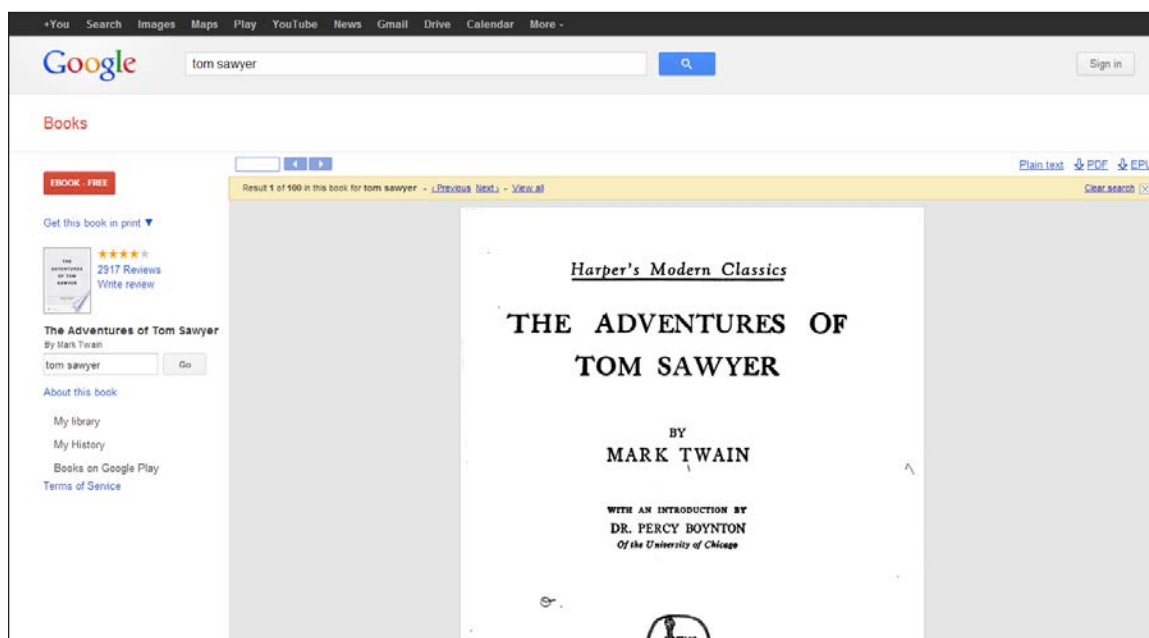 +You Search Images Maps Play YouTube News Gmail Drive Calendar More
Google
tom sawyer
Sign in
Books
EBOOK - FREE
Plain text PDF
Result 1 of 100 in this book for tom sawyer - ‹ Previous Next › - View all
Clear search
Get this book in print ▼
THE
ADVENTURES
OF TOM
SAWYER
2917 Reviews
Write review
The Adventures of Tom Sawyer
By Mark Twain
tom sawyer Go
About this book
My library
My History
Books on Google Play
Terms of Service
Harper's Modern Classics
THE ADVENTURES OF
TOM SAWYER
BY
MARK TWAIN
WITH AN INTRODUCTION BY
DR. PERCY BOYNTON
Of the University of Chicago